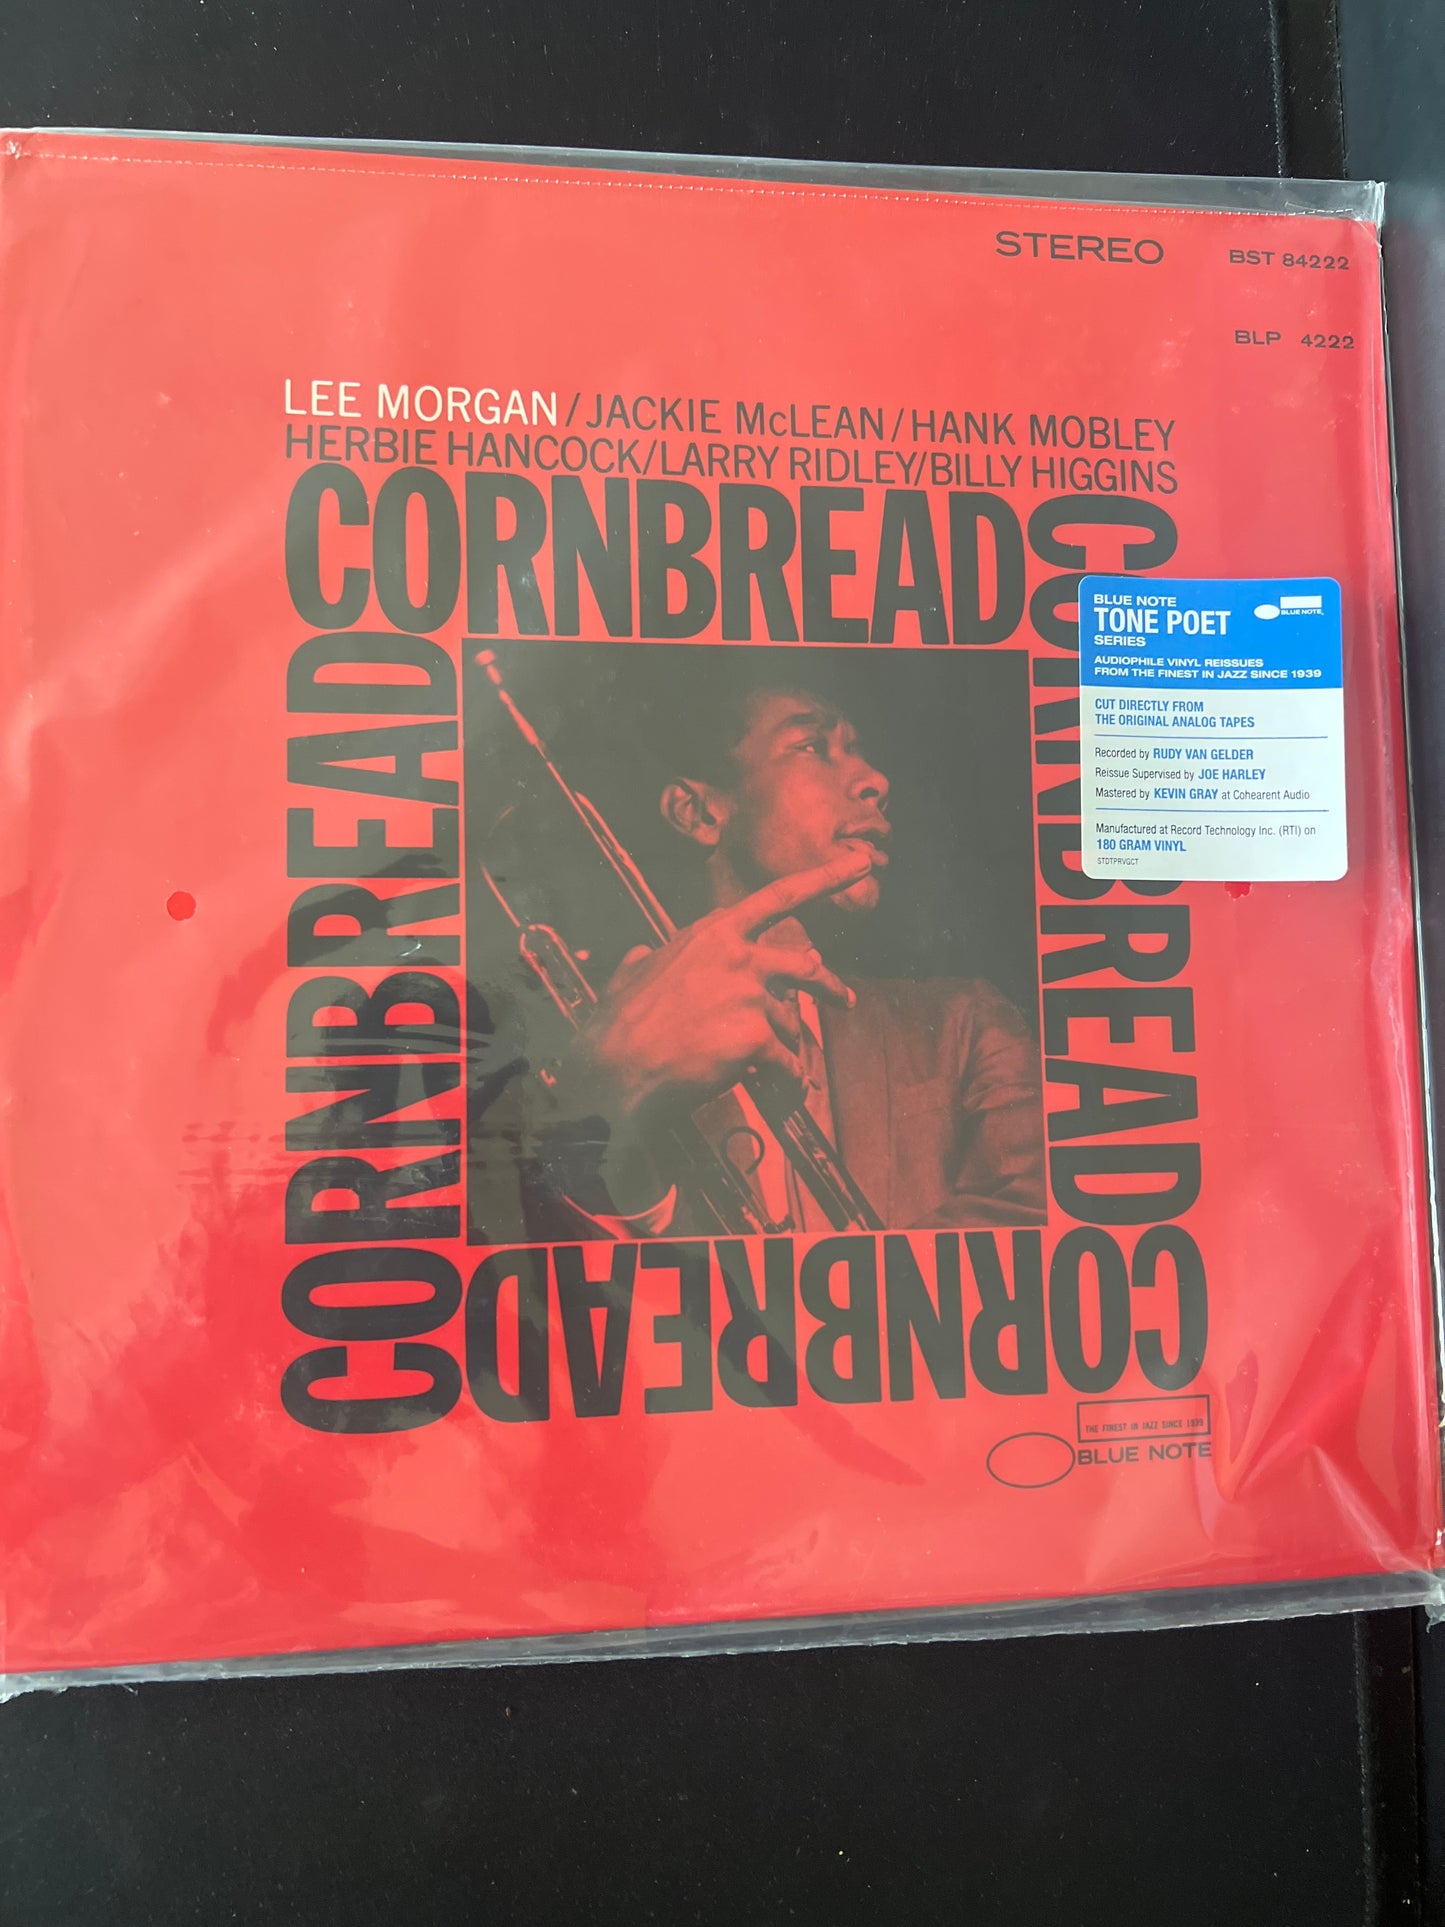 STEREO
BST 84222
BLP 4222
LEE MORGAN/JACKIE McLEAN/HANK MOBLEY
HERBIE HANCOCK/LARRY RIDLEY/BILLY HIGGINS
CORNBREAD
CORNBREAD
CORNBREAD
CORNBREAD
BLUE NOTE
TONE POET
SERIES
BLUE NOTE
AUDIOPHILE VINYL REISSUES
FROM THE FINEST IN JAZZ SINCE 1939
CUT DIRECTLY FROM
THE ORIGINAL ANALOG TAPES
Recorded by RUDY VAN GELDER
Reissue Supervised by JOE HARLEY
Mastered by KEVIN GRAY at Cohearent Audio
Manufactured at Record Technology Inc. (RTI) on
180 GRAM VINYL
STDTPRVGCT
THE FINEST IN JAZZ SINCE 1939
BLUE NOTE